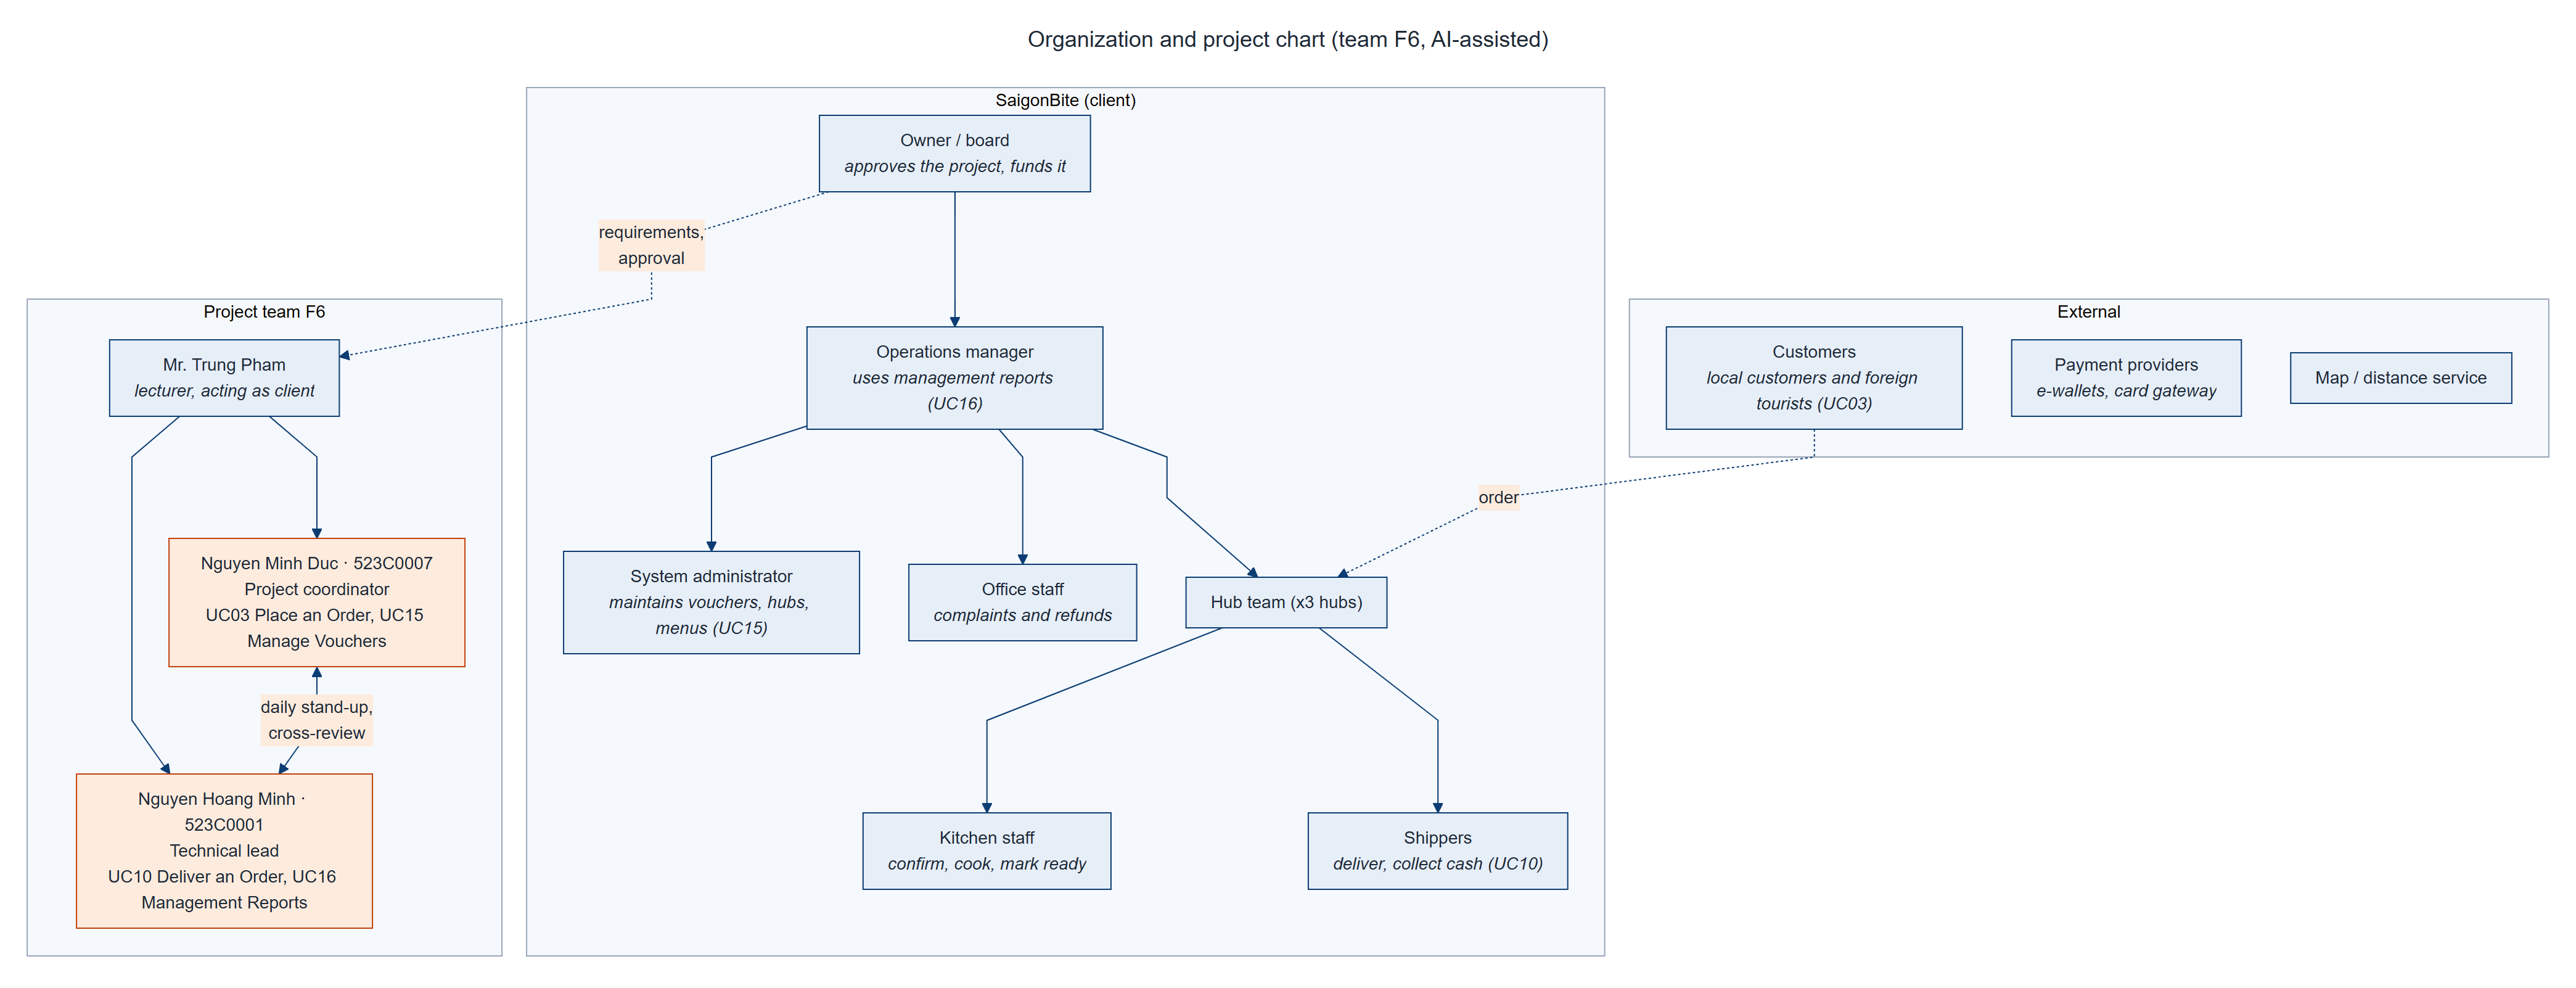 Organization and project chart (team F6, AI-assisted)
SaigonBite (client)
Owner / board
approves the project, funds it
requirements,
approval
Project team F6
Mr. Trung Pham
lecturer, acting as client
Operations manager
uses management reports
(UC16)
External
Customers
local customers and foreign
tourists (UC03)
Payment providers
e-wallets, card gateway
Map / distance service
order
Nguyen Minh Duc · 523C0007
Project coordinator
UC03 Place an Order, UC15
Manage Vouchers
System administrator
maintains vouchers, hubs,
menus (UC15)
Office staff
complaints and refunds
Hub team (x3 hubs)
daily stand-up,
cross-review
Nguyen Hoang Minh ·
523C0001
Technical lead
UC10 Deliver an Order, UC16
Management Reports
Kitchen staff
confirm, cook, mark ready
Shippers
deliver, collect cash (UC10)